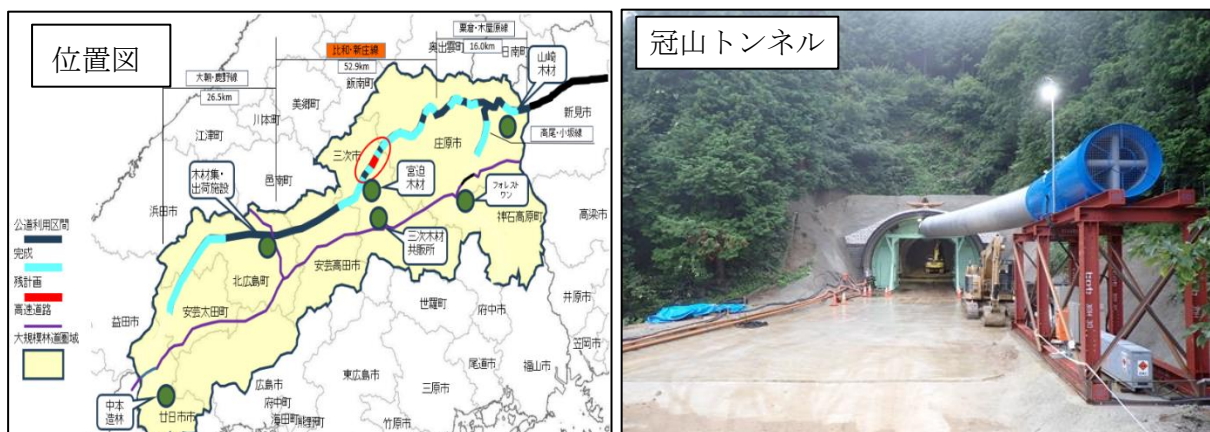 位置図
粟倉・木屋原線
16.0km
比和・新庄線
52.9km
大朝・鹿野線
26.5km
奥出雲町
日南町
山崎
木材
飯南町
美郷町
川本町
江津町
新見市
高尾・小坂線
庄原市
三次市
邑南町
木材集・
出荷施設
宮迫
木材
フォレスト
ワン
浜田市
神石高原町
高梁市
公道利用区間
完成
残計画
高速道路
大規模林道圏域
三次木材
共販所
北広島町
安芸高田市
世羅町
府中市
井原市
安芸太田町
益田市
笠岡市
尾道市
福山市
東広島市
三原市
広島市
府中町
海田町
熊野町
竹原市
中本
造林
廿日市市
冠山トンネル